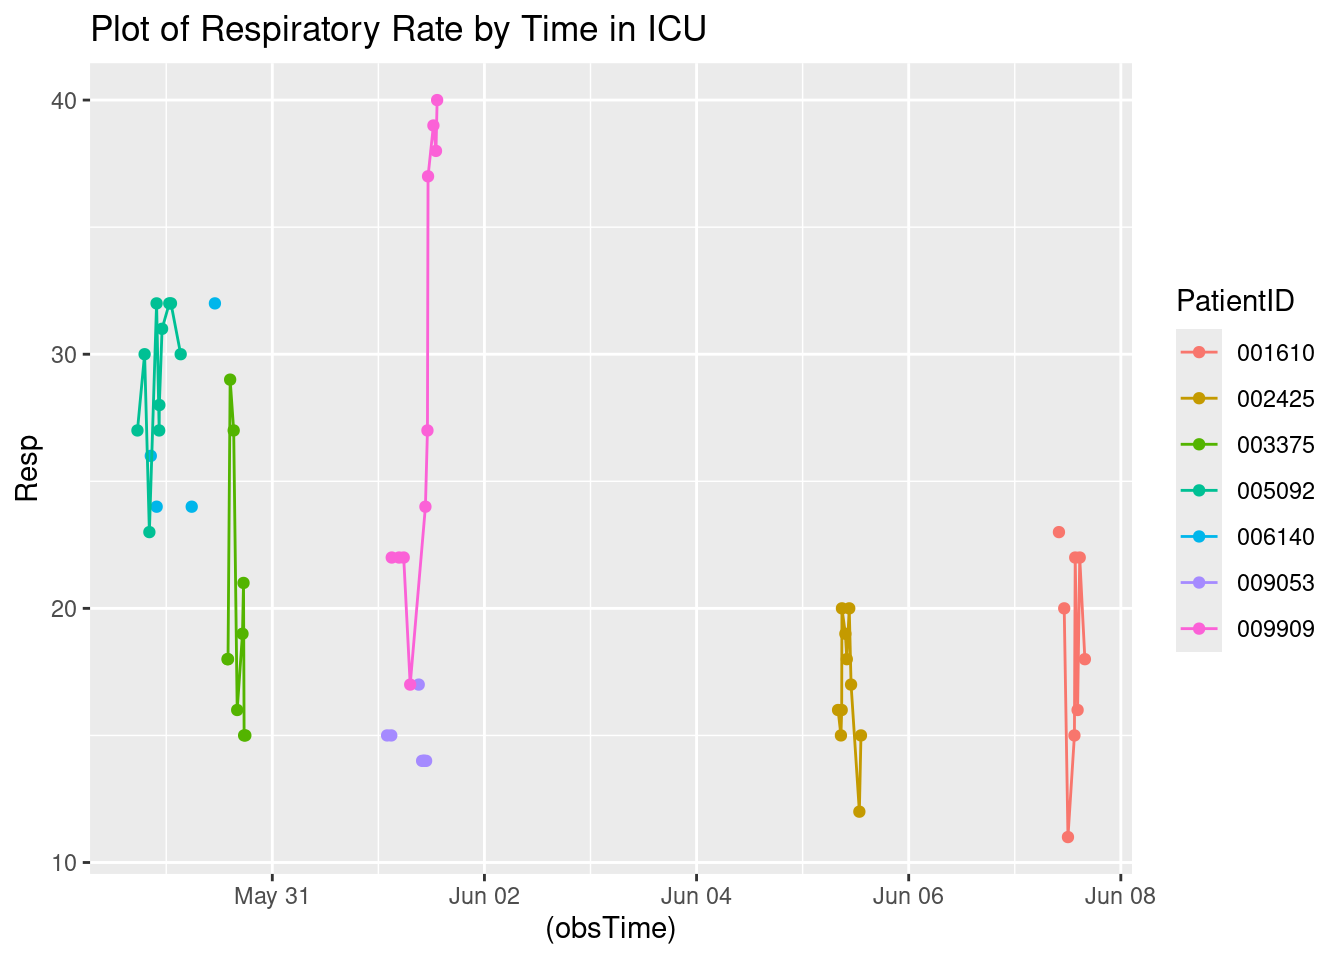 Plot of Respiratory Rate by Time in ICU
40
30
20
10
Resp
May 31
Jun 02
Jun 04
Jun 06
Jun 08
(obsTime)
PatientID
001610
002425
003375
005092
006140
009053
009909